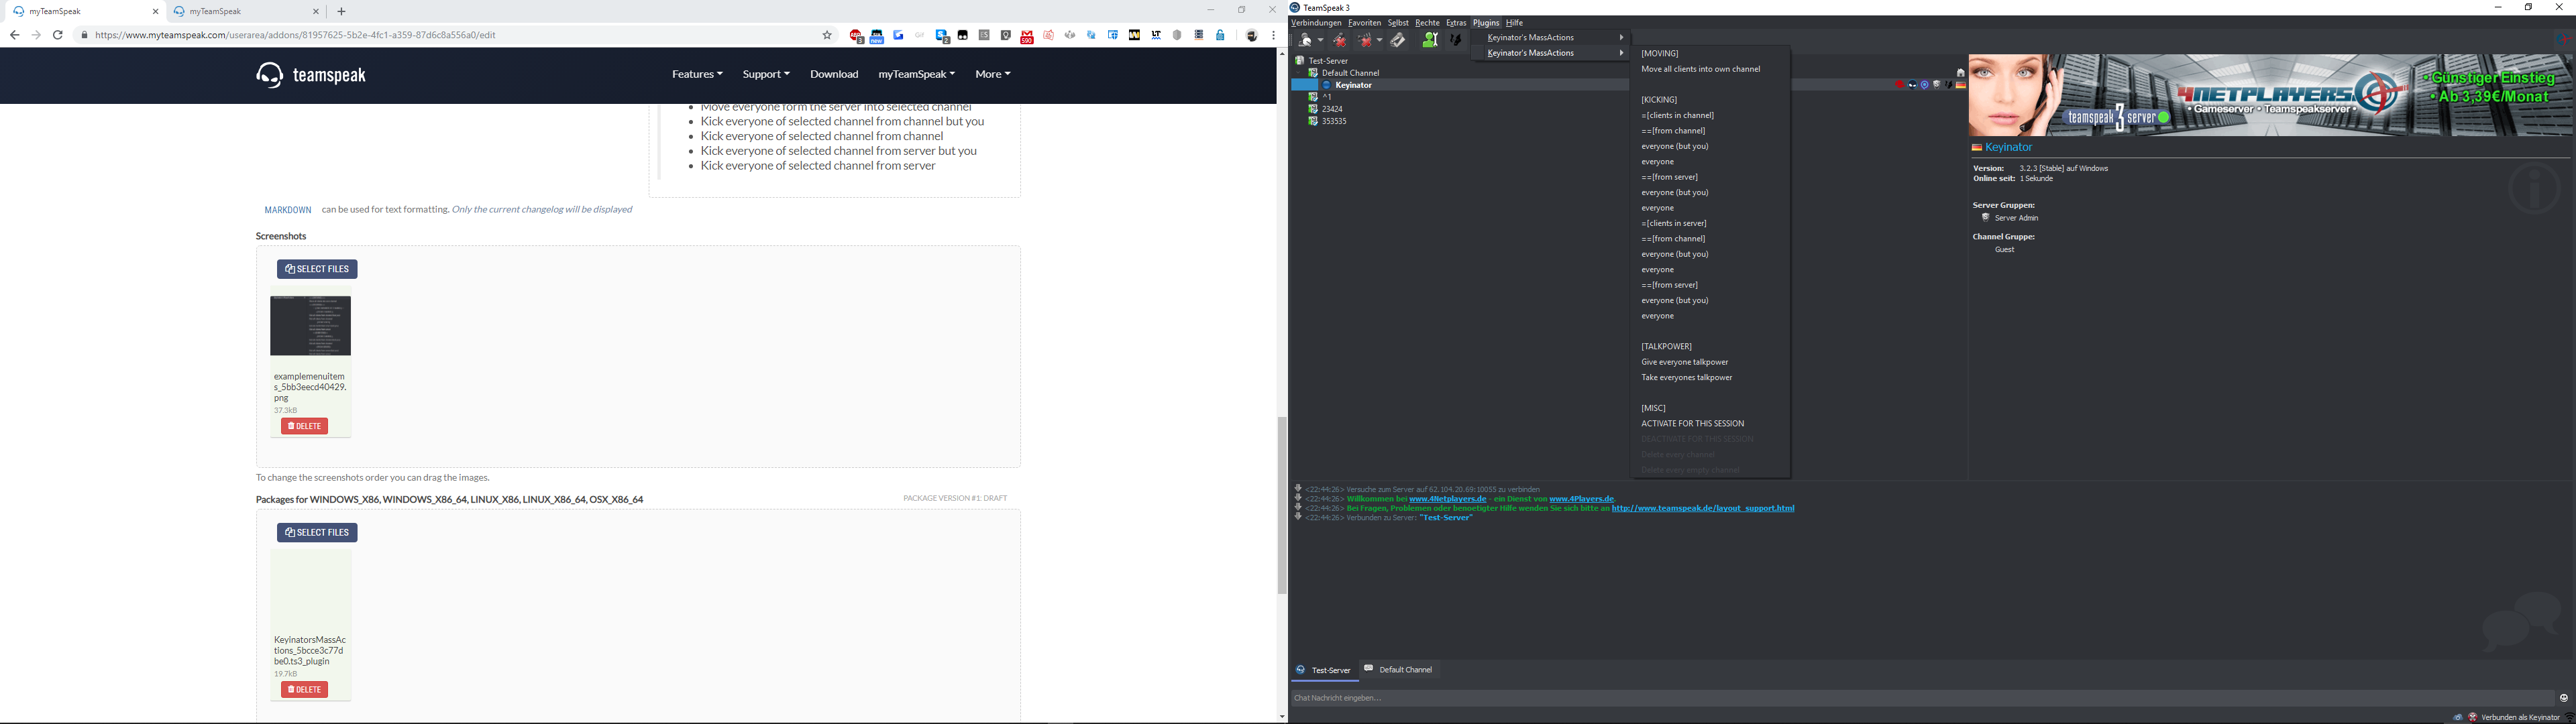 myTeamSpeak
myTeamSpeak
https://www.myteamspeak.com/userarea/addons/81957625-5b2e-4fc1-a359-87d6c8a556a0/edit
teamspeak
Features
Support
Download
myTeamSpeak
More
Move everyone form the server into selected channel
Kick everyone of selected channel from channel but you
Kick everyone of selected channel from channel
Kick everyone of selected channel from server but you
Kick everyone of selected channel from server
MARKDOWN can be used for text formatting. Only the current changelog will be displayed
Screenshots
SELECT FILES
examplemenuitem
s_5bb3eecd40429.
png
37.3kB
DELETE
To change the screenshots order you can drag the images.
Packages for WINDOWS_X86, WINDOWS_X86_64, LINUX_X86, LINUX_X86_64, OSX_X86_64
PACKAGE VERSION #1: DRAFT
SELECT FILES
KeyinatorsMassAc
tions_5bcce3c77d
be0.ts3_plugin
19.7kB
DELETE
TeamSpeak 3
Verbindungen Favoriten Selbst Rechte Extras Plugins Hilfe
Keyinator's MassActions
Keyinator's MassActions
Test-Server
Default Channel
Keyinator
^1
23424
353535
[MOVING]
Move all clients into own channel
[KICKING]
=[clients in channel]
==[from channel]
everyone (but you)
everyone
==[from server]
everyone (but you)
everyone
=[clients in server]
==[from channel]
everyone (but you)
everyone
==[from server]
everyone (but you)
everyone
[TALKPOWER]
Give everyone talkpower
Take everyones talkpower
[MISC]
ACTIVATE FOR THIS SESSION
DEACTIVATE FOR THIS SESSION
Delete every channel
Delete every empty channel
4NETPLAYERS
• Gameserver • Teamspeakserver •
teamspeak 3 server
• Günstiger Einstieg
• Ab 3,39€/Monat
Keyinator
Version: 3.2.3 [Stable] auf Windows
Online seit: 1 Sekunde
Server Gruppen:
Server Admin
Channel Gruppe:
Guest
<22:44:26> Versuche zum Server auf 62.104.20.69:10055 zu verbinden
<22:44:26> Willkommen bei www.4Netplayers.de - ein Dienst von www.4Players.de.
<22:44:26> Bei Fragen, Problemen oder benoetigter Hilfe wenden Sie sich bitte an http://www.teamspeak.de/layout_support.html
<22:44:26> Verbunden zu Server: "Test-Server"
Test-Server
Default Channel
Chat Nachricht eingeben...
Verbunden als Keyinator